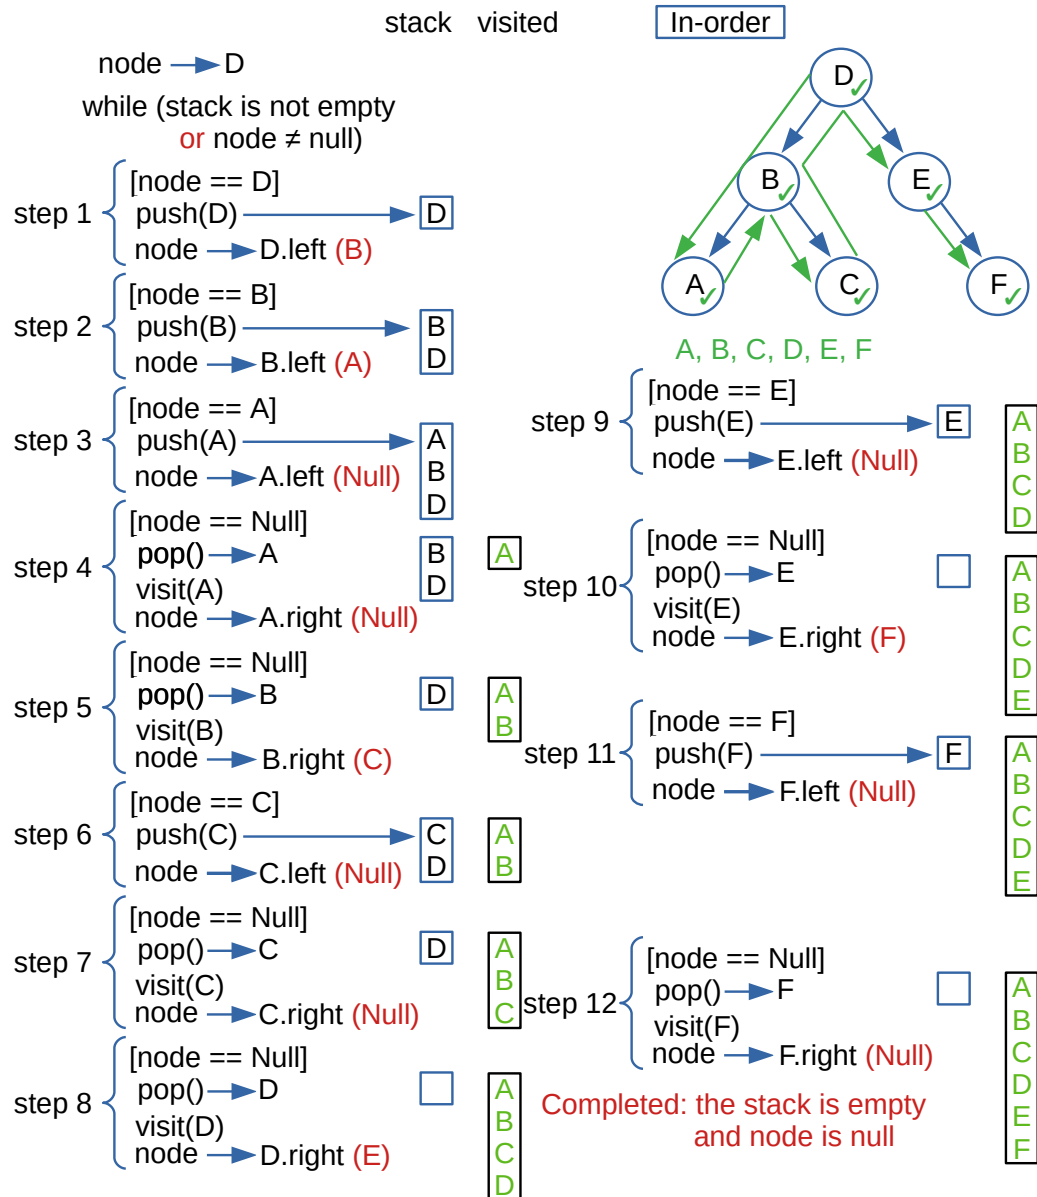 stack visited In-order
node D
while (stack is not empty
or node ≠ null)
step 1
[node == D]
push(D) D
node D.left (B)
step 2
[node == B]
push(B) B
node B.left (A) D
step 3
[node == A]
push(A) A
B
node A.left (Null)
D
step 4
[node == Null]
pop() A B A
visit(A) D
node A.right (Null)
step 5
[node == Null]
pop() B D A
visit(B) B
node B.right (C)
step 6
[node == C]
push(C) C A
node C.left (Null) D B
step 7
[node == Null]
pop() C D A
visit(C) B
node C.right (Null) C
step 8
[node == Null]
pop() D A
visit(D) B
node D.right (E) C
D
D
B E
A C F
A, B, C, D, E, F
step 9
[node == E]
push(E) E A
node E.left (Null) B
C
D
step 10
[node == Null]
pop() E A
visit(E) B
node E.right (F) C
D
E
step 11
[node == F]
push(F) F A
node F.left (Null) B
C
D
E
step 12
[node == Null]
pop() F A
visit(F) B
node F.right (Null) C
D
E
F
Completed: the stack is empty
and node is null